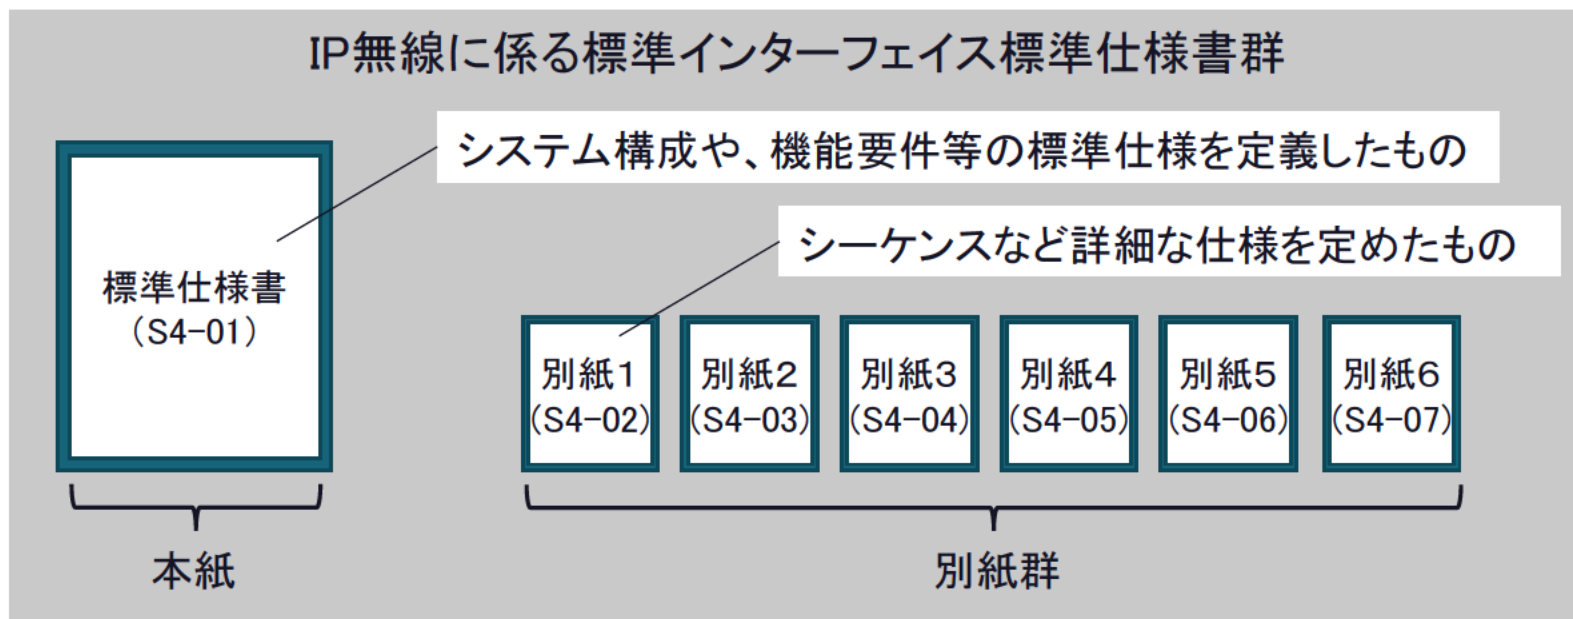 IP無線に係る標準インターフェイス標準仕様書群
システム構成や、機能要件等の標準仕様を定義したもの
シーケンスなど詳細な仕様を定めたもの
標準仕様書
(S4-01)
別紙1
(S4-02)
別紙2
(S4-03)
別紙3
(S4-04)
別紙4
(S4-05)
別紙5
(S4-06)
別紙6
(S4-07)
本紙
別紙群